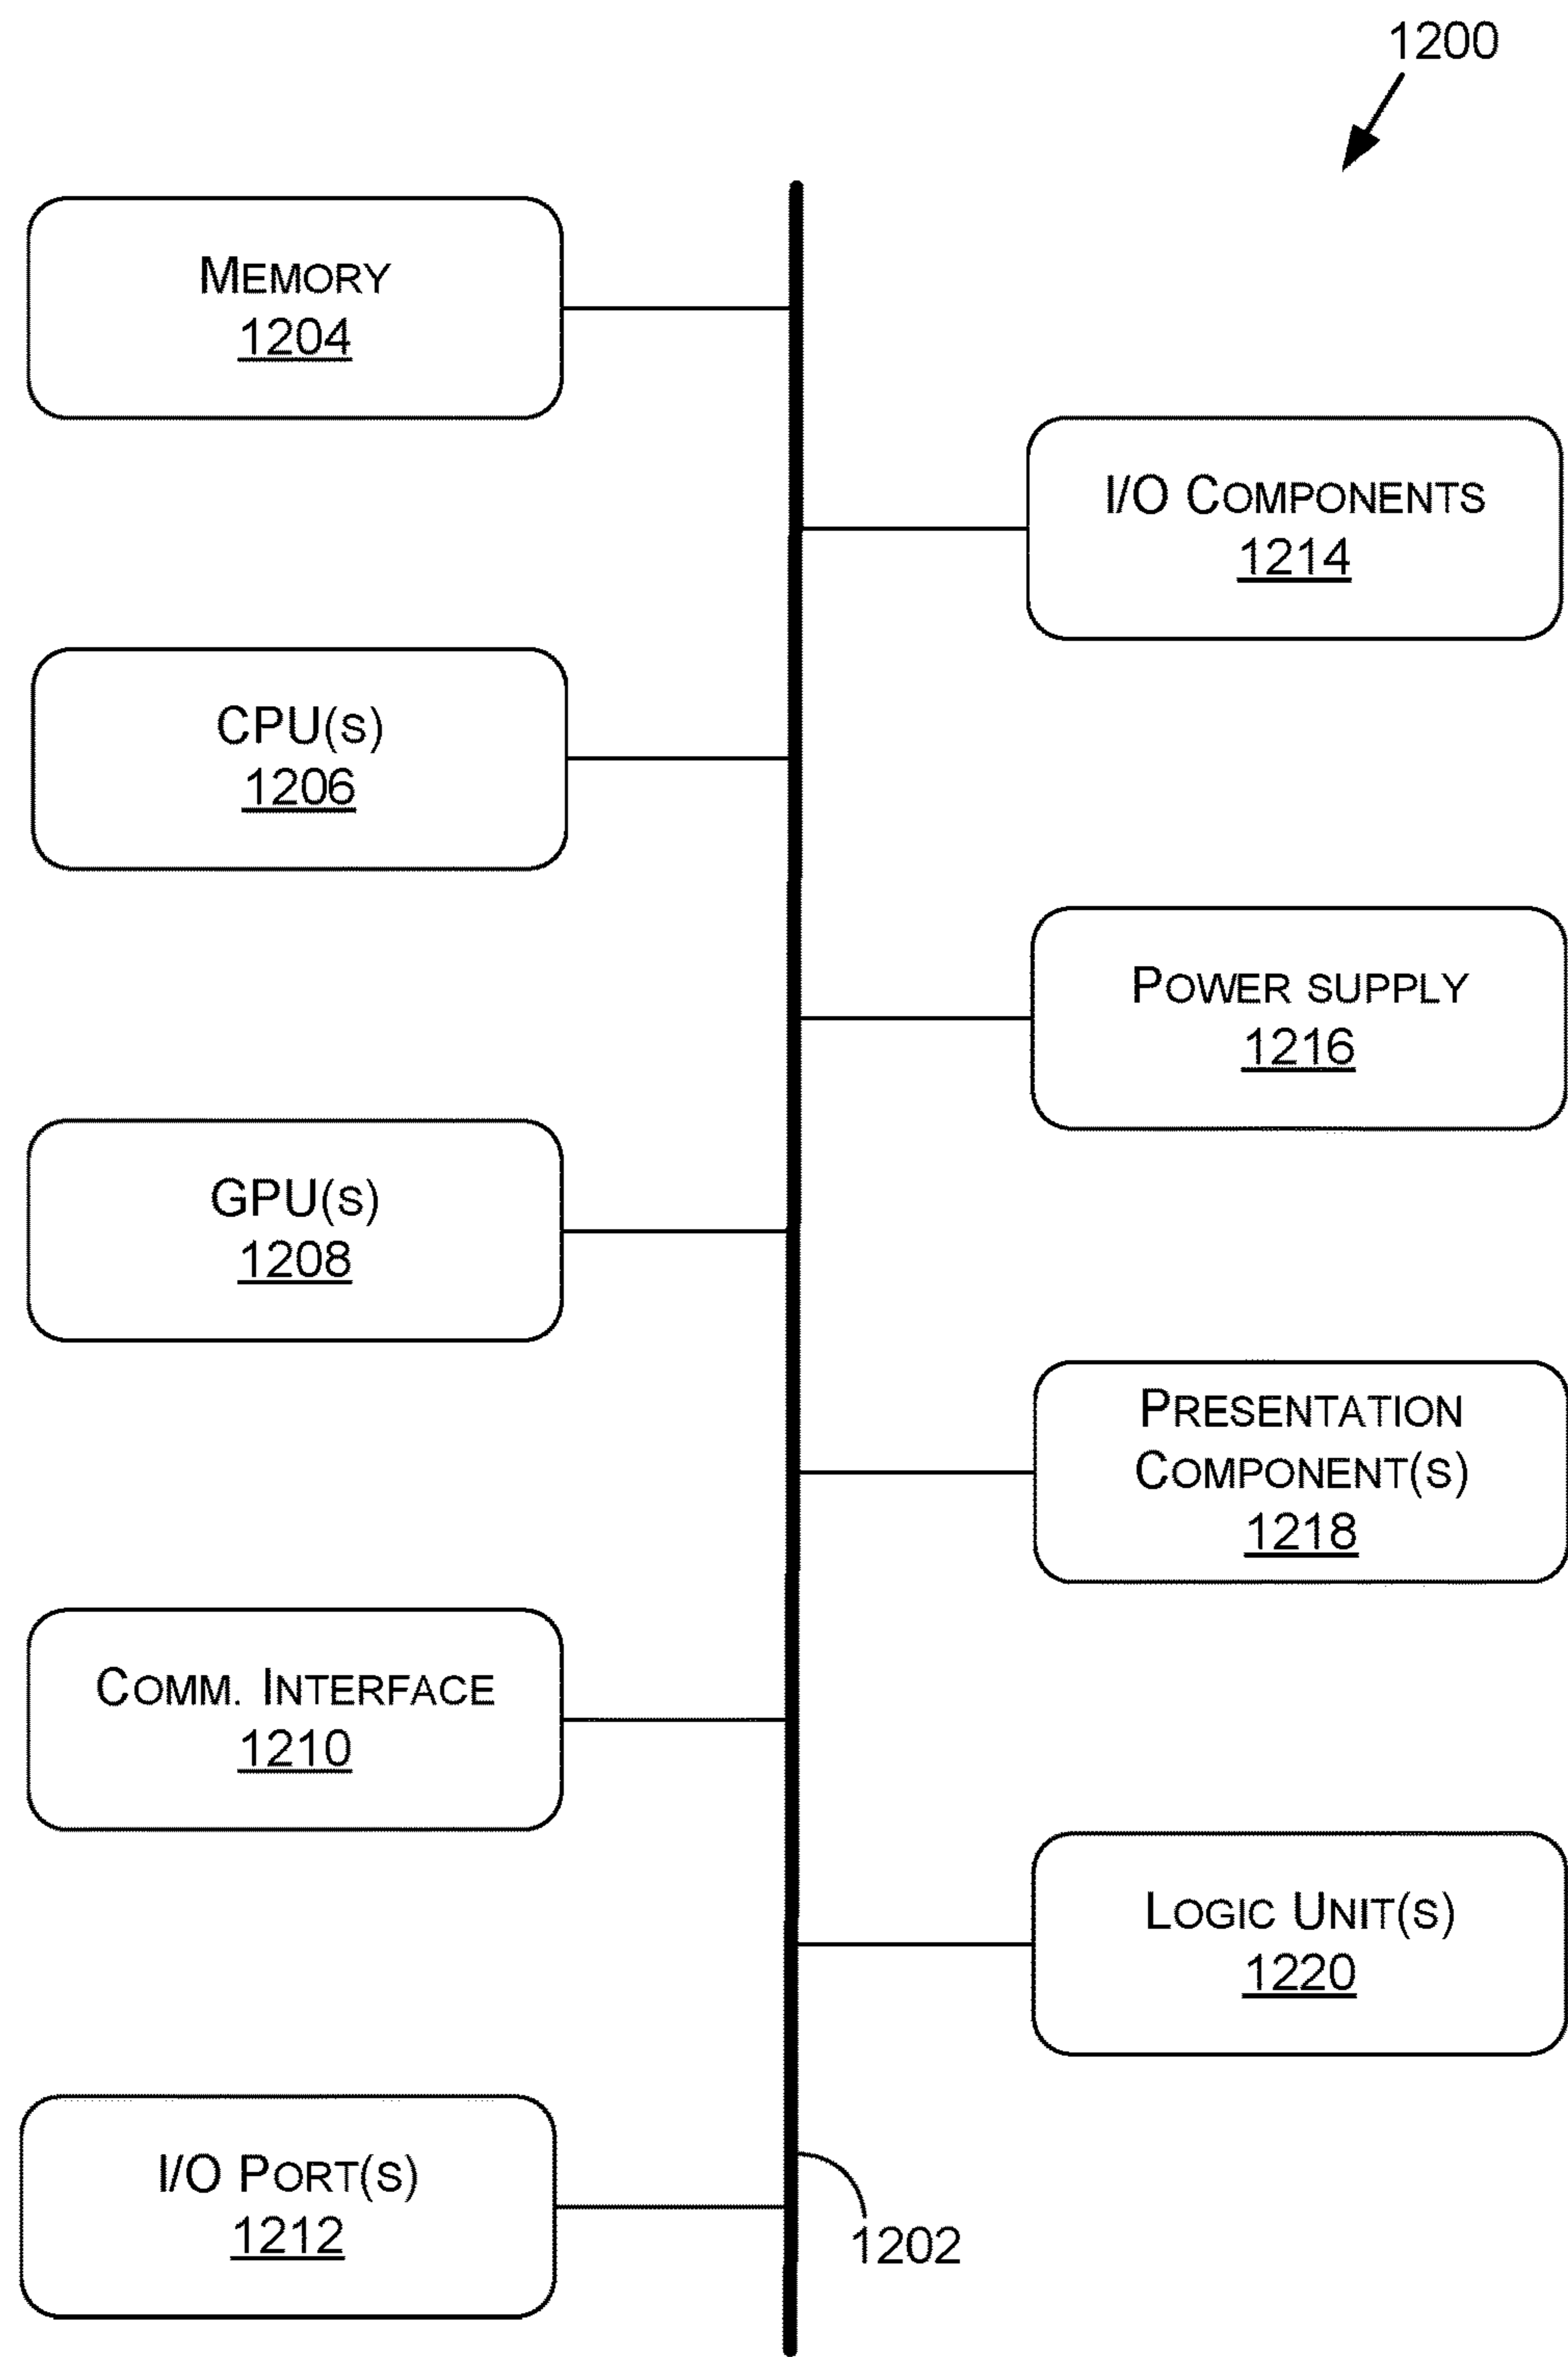 1200
MEMORY
1204
I/O COMPONENTS
1214
CPU(S)
1206
POWER SUPPLY
1216
GPU(S)
1208
PRESENTATION
COMPONENT(S)
1218
COMM. INTERFACE
1210
LOGIC UNIT(S)
1220
I/O PORT(S)
1212
1202